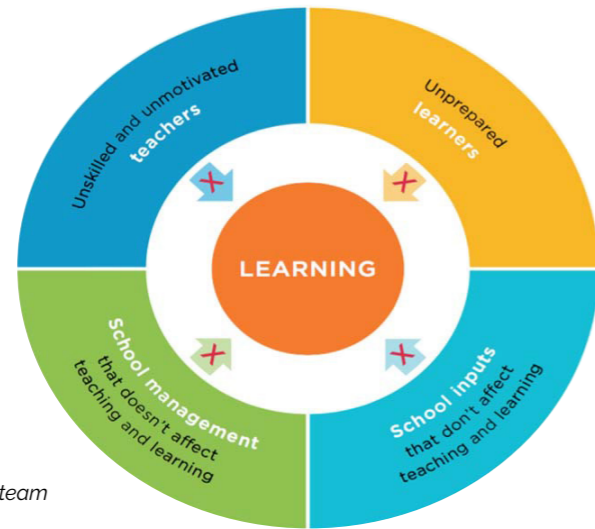 Unskilled and unmotivated
teachers
Unprepared
learners
LEARNING
School management
that doesn't affect
teaching and learning
School inputs
that don't affect
teaching and learning
team